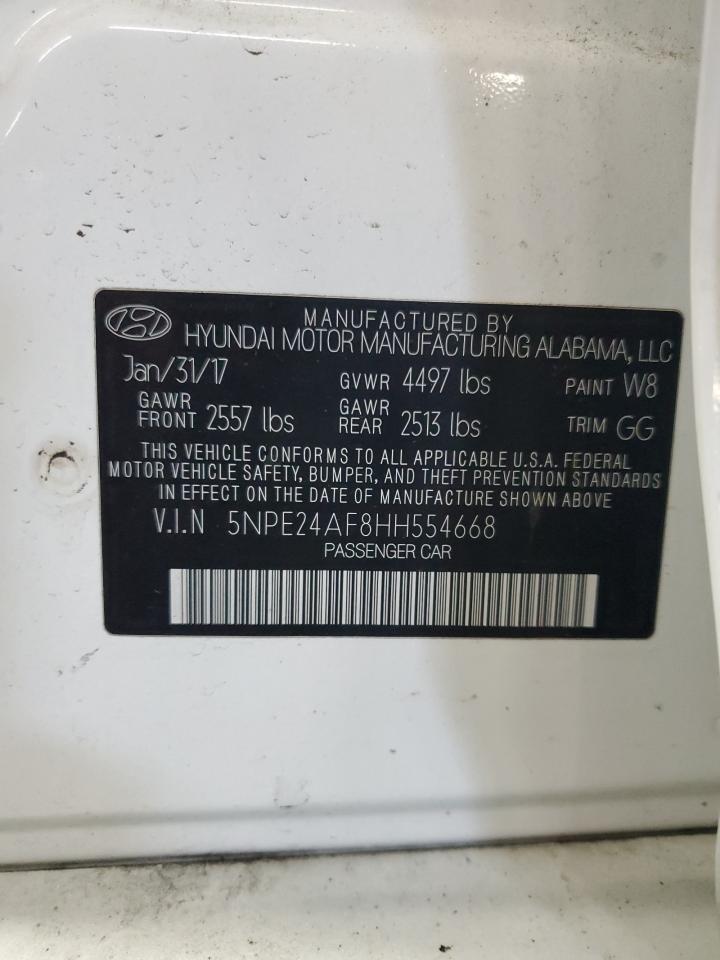 MANUFACTURED BY
HYUNDAI MOTOR MANUFACTURING ALABAMA, LLC
Jan/31/17 GVWR 4497 lbs PAINT W8
GAWR FRONT 2557 lbs GAWR REAR 2513 lbs TRIM GG
THIS VEHICLE CONFORMS TO ALL APPLICABLE U.S.A. FEDERAL
MOTOR VEHICLE SAFETY, BUMPER, AND THEFT PREVENTION STANDARDS
IN EFFECT ON THE DATE OF MANUFACTURE SHOWN ABOVE
V.I.N 5NPE24AF8HH554668
PASSENGER CAR